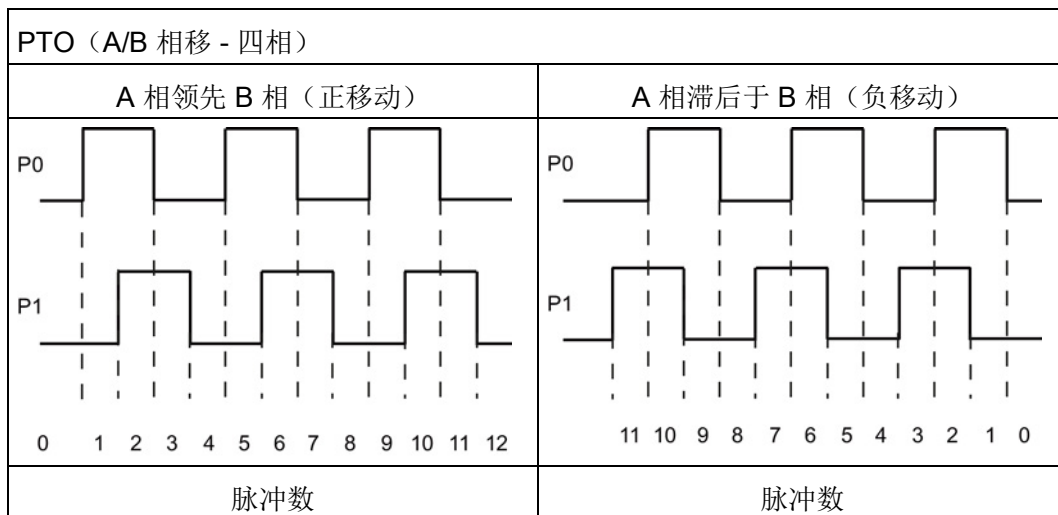 PTO（A/B 相移 - 四相）
A 相领先 B 相（正移动）
A 相滞后于 B 相（负移动）
P0
P1
0 1 2 3 4 5 6 7 8 9 10 11 12
P0
P1
11 10 9 8 7 6 5 4 3 2 1 0
脉冲数
脉冲数